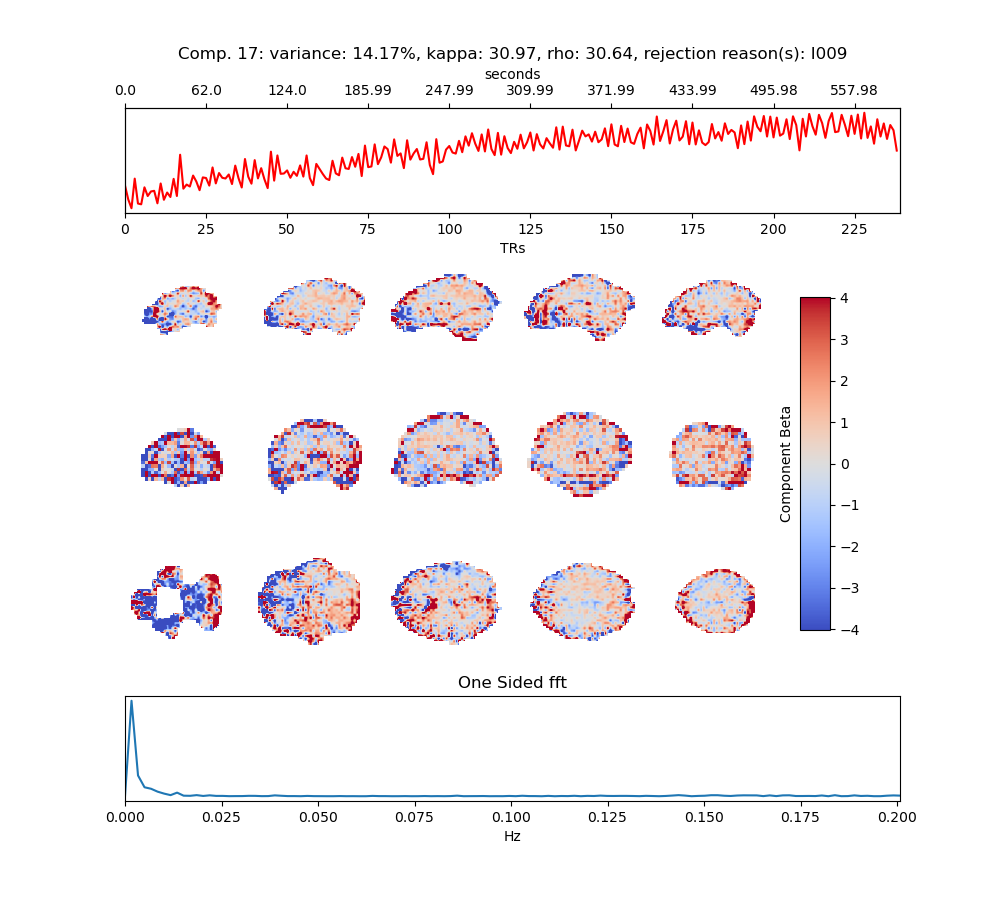 Comp. 17: variance: 14.17%, kappa: 30.97, rho: 30.64, rejection reason(s): I009
seconds
0.0 62.0 124.0 185.99 247.99 309.99 371.99 433.99 495.98 557.98
0 25 50 75 100 125 150 175 200 225
TRs
4
3
2
1
0
−1
−2
−3
−4
Component Beta
One Sided fft
0.000 0.025 0.050 0.075 0.100 0.125 0.150 0.175 0.200
Hz